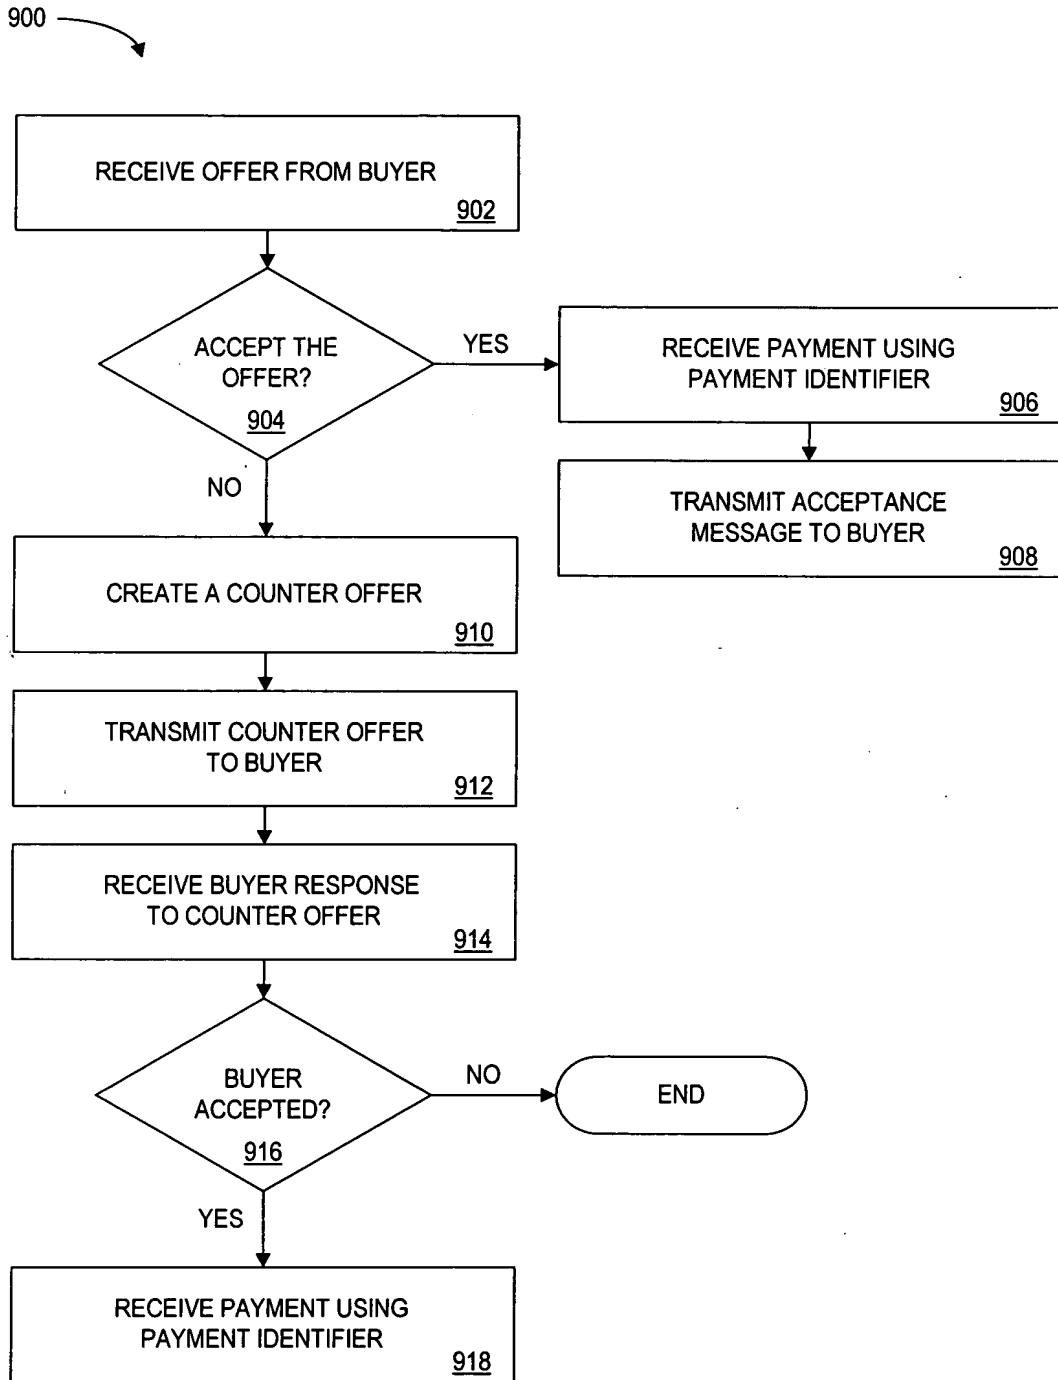 900
RECEIVE OFFER FROM BUYER
902
ACCEPT THE
OFFER?
904
YES
RECEIVE PAYMENT USING
PAYMENT IDENTIFIER
906
TRANSMIT ACCEPTANCE
MESSAGE TO BUYER
908
NO
CREATE A COUNTER OFFER
910
TRANSMIT COUNTER OFFER
TO BUYER
912
RECEIVE BUYER RESPONSE
TO COUNTER OFFER
914
BUYER
ACCEPTED?
916
NO
END
YES
RECEIVE PAYMENT USING
PAYMENT IDENTIFIER
918